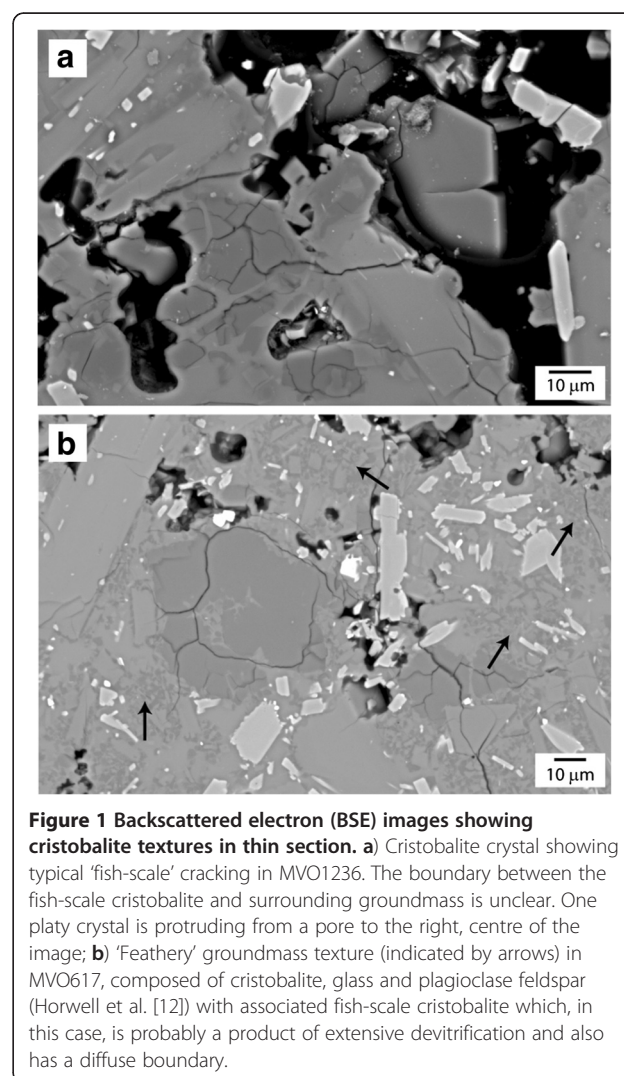 a
10 μm
b
10 μm
Figure 1 Backscattered electron (BSE) images showing
cristobalite textures in thin section. a) Cristobalite crystal showing
typical 'fish-scale' cracking in MVO1236. The boundary between the
fish-scale cristobalite and surrounding groundmass is unclear. One
platy crystal is protruding from a pore to the right, centre of the
image; b) 'Feathery' groundmass texture (indicated by arrows) in
MVO617, composed of cristobalite, glass and plagioclase feldspar
(Horwell et al. [12]) with associated fish-scale cristobalite which, in
this case, is probably a product of extensive devitrification and also
has a diffuse boundary.